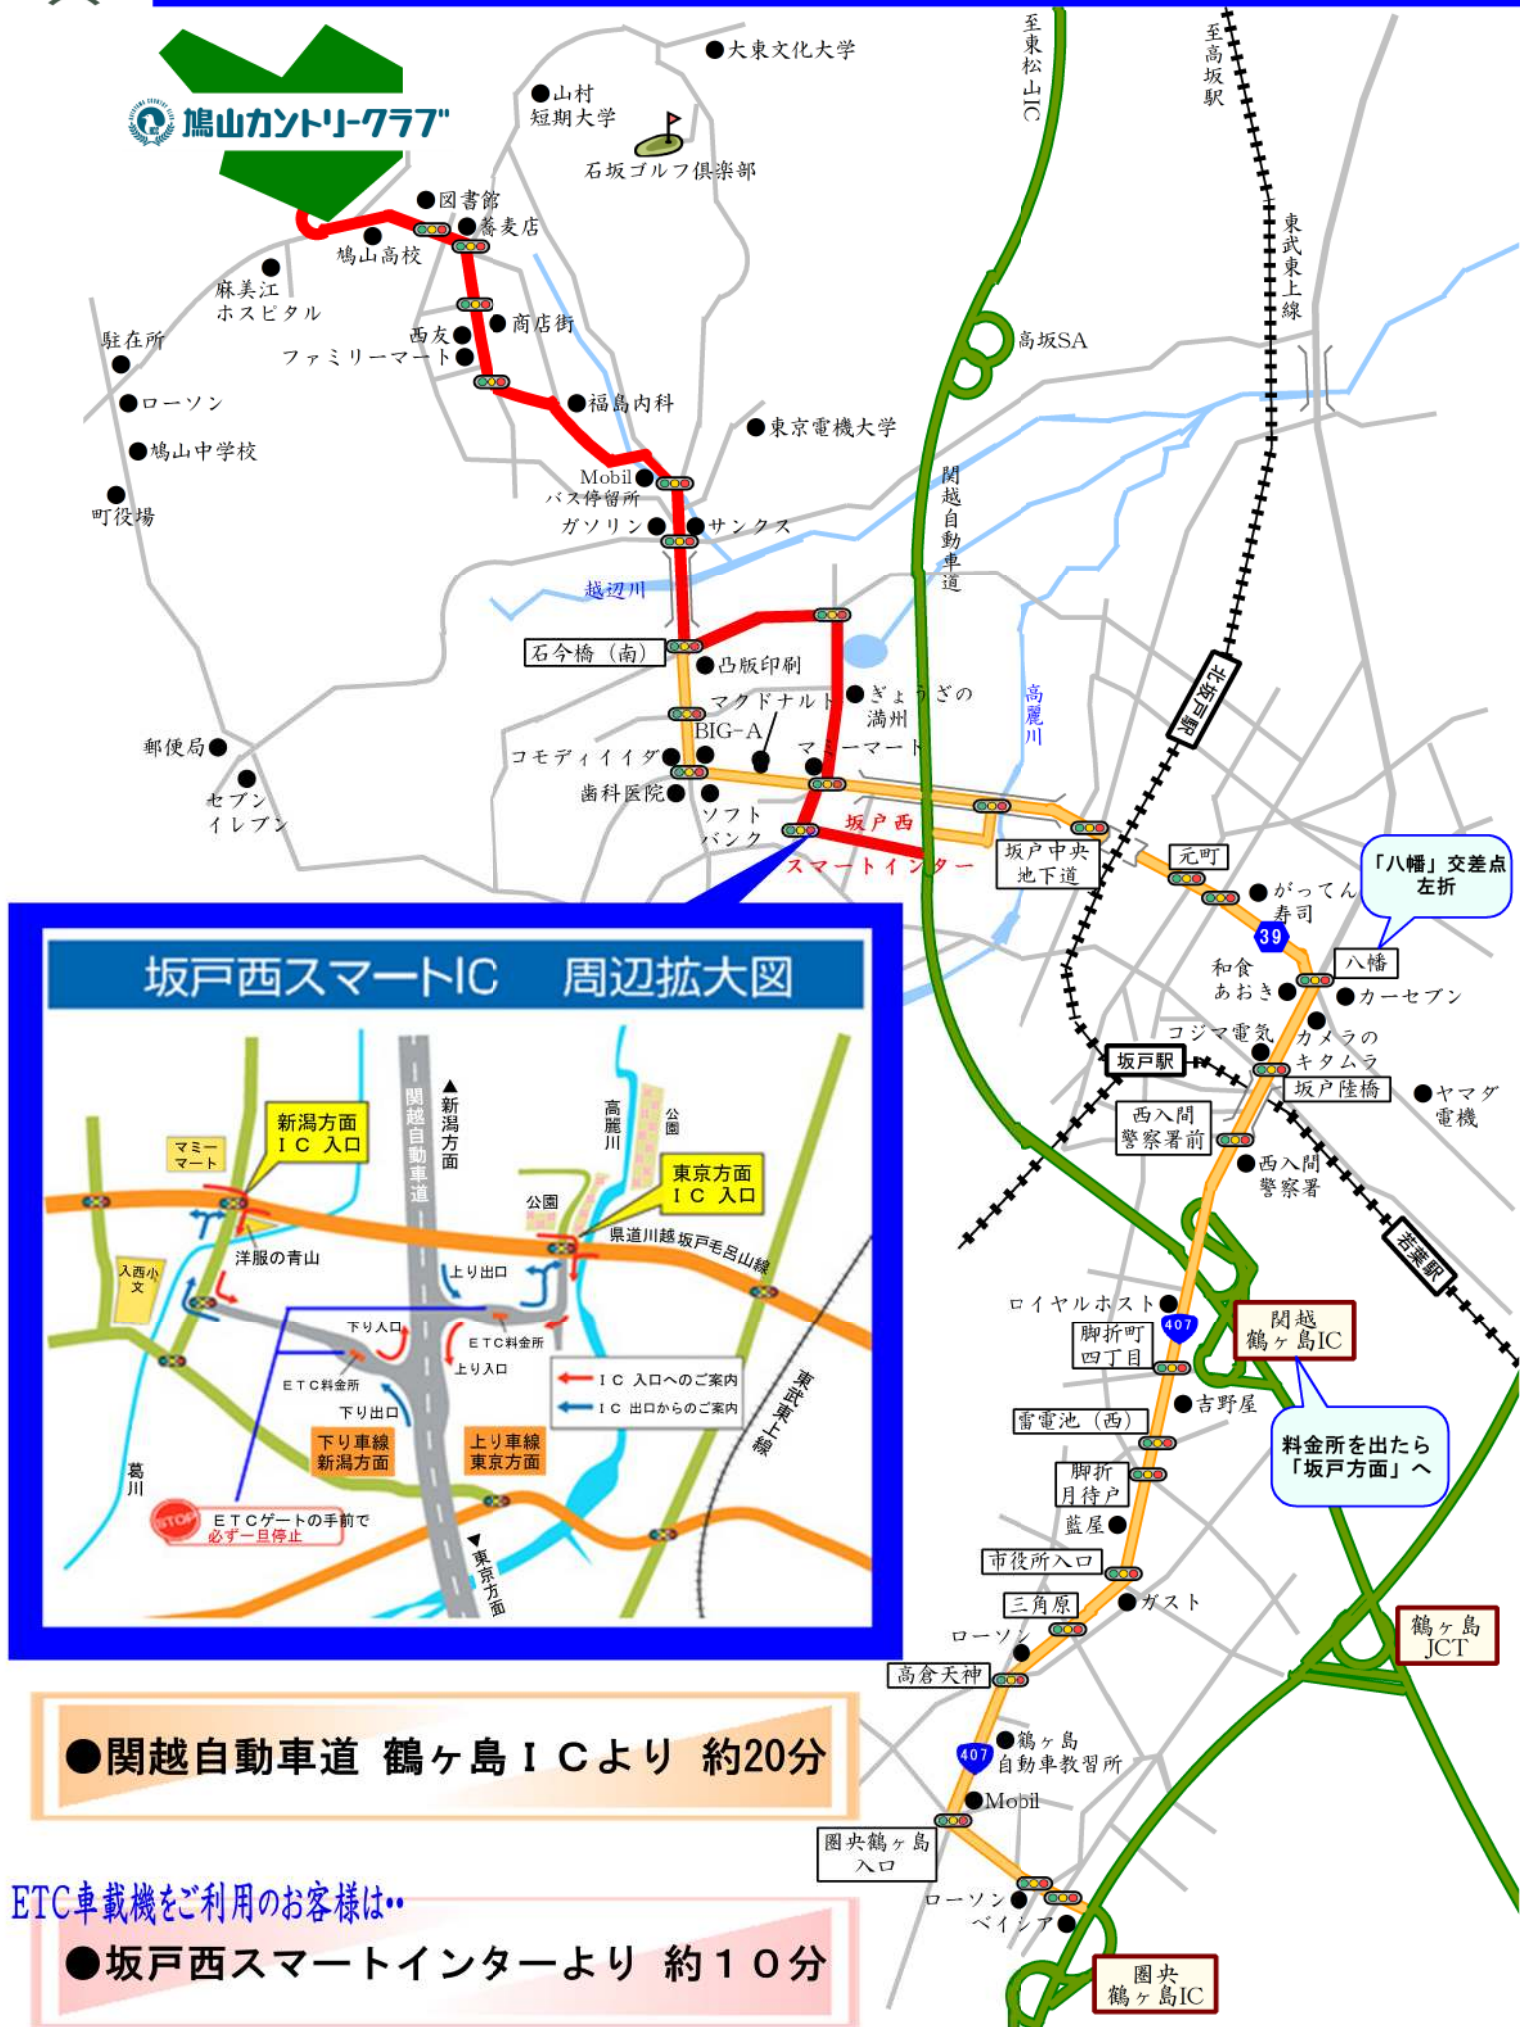 大東文化大学
山村
短期大学
石坂ゴルフ倶楽部
至東松山IC
至高坂駅
鳩山カントリークラブ
図書館
蕎麦店
鳩山高校
麻美江
ホスピタル
東武東上線
駐在所
西友
商店街
ファミリーマート
高坂SA
ローソン
福島内科
鳩山中学校
東京電機大学
Mobil
バス停留所
町役場
ガソリン
サンクス
関越自動車道
越辺川
石今橋（南）
凸版印刷
マクドナルド
ぎょうざの
満州
高麗川
北坂戸駅
BIG-A
郵便局
コモディイイダ
マミーマート
セブン
イレブン
歯科医院
ソフト
バンク
坂戸西
スマートインター
坂戸中央
地下道
元町
「八幡」交差点
左折
がってん
寿司
39
八幡
和食
あおき
カーセブン
コジマ電気
カメラの
キタムラ
坂戸駅
坂戸陸橋
ヤマダ
電機
西入間
警察署前
西入間
警察署
若葉駅
坂戸西スマートIC 周辺拡大図
関越自動車道
▲新潟方面
高麗川
公園
新潟方面
ＩＣ 入口
マミー
マート
東京方面
ＩＣ 入口
公園
県道川越坂戸毛呂山線
洋服の青山
入西小
文
上り出口
下り入口
ＥＴＣ料金所
上り入口
ＥＴＣ料金所
下り出口
ＩＣ 入口へのご案内
ＩＣ 出口からのご案内
東武東上線
下り車線
新潟方面
上り車線
東京方面
葛川
STOP
ＥＴＣゲートの手前で
必ず一旦停止
▼東京方面
ロイヤルホスト
407
関越
鶴ヶ島IC
脚折町
四丁目
吉野屋
雷電池（西）
料金所を出たら
「坂戸方面」へ
脚折
月待戸
藍屋
市役所入口
ガスト
三角原
ローソン
鶴ヶ島
JCT
高倉天神
鶴ヶ島
自動車教習所
407
Mobil
圏央鶴ヶ島
入口
ローソン
ベイシア
圏央
鶴ヶ島IC
●関越自動車道 鶴ヶ島ＩＣより 約20分
ETC車載機をご利用のお客様は・・
●坂戸西スマートインターより 約１０分